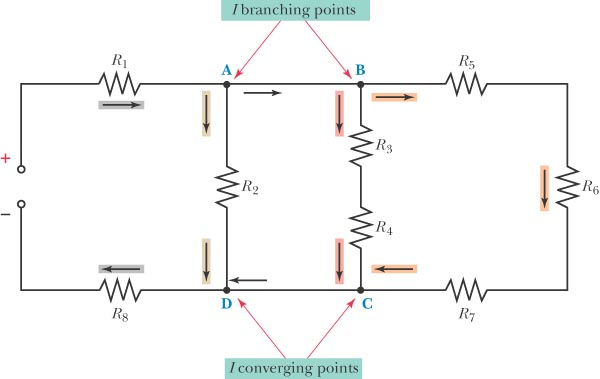 I branching points
R1
A
B
R5
+
R3
R2
R6
−
R4
D
C
R8
R7
I converging points